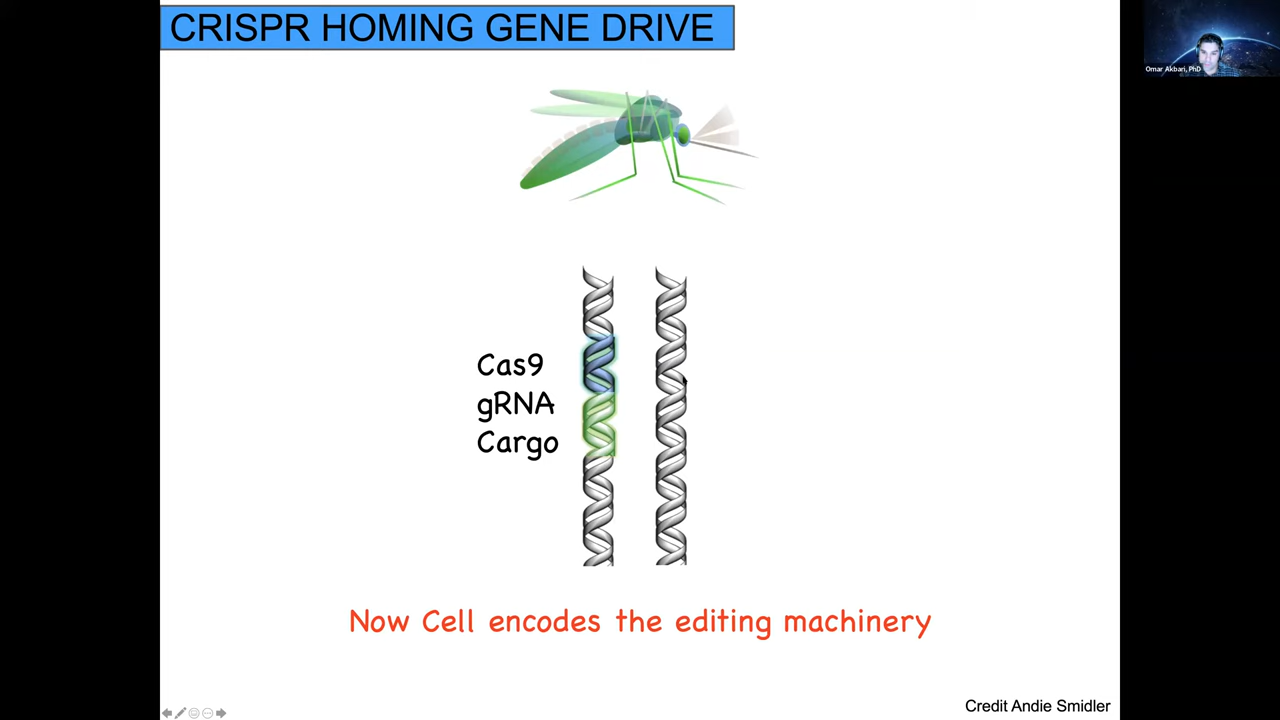 CRISPR HOMING GENE DRIVE
Omar Akbari, PhD
Cas9
gRNA
Cargo
Now Cell encodes the editing machinery
Credit Andie Smidler